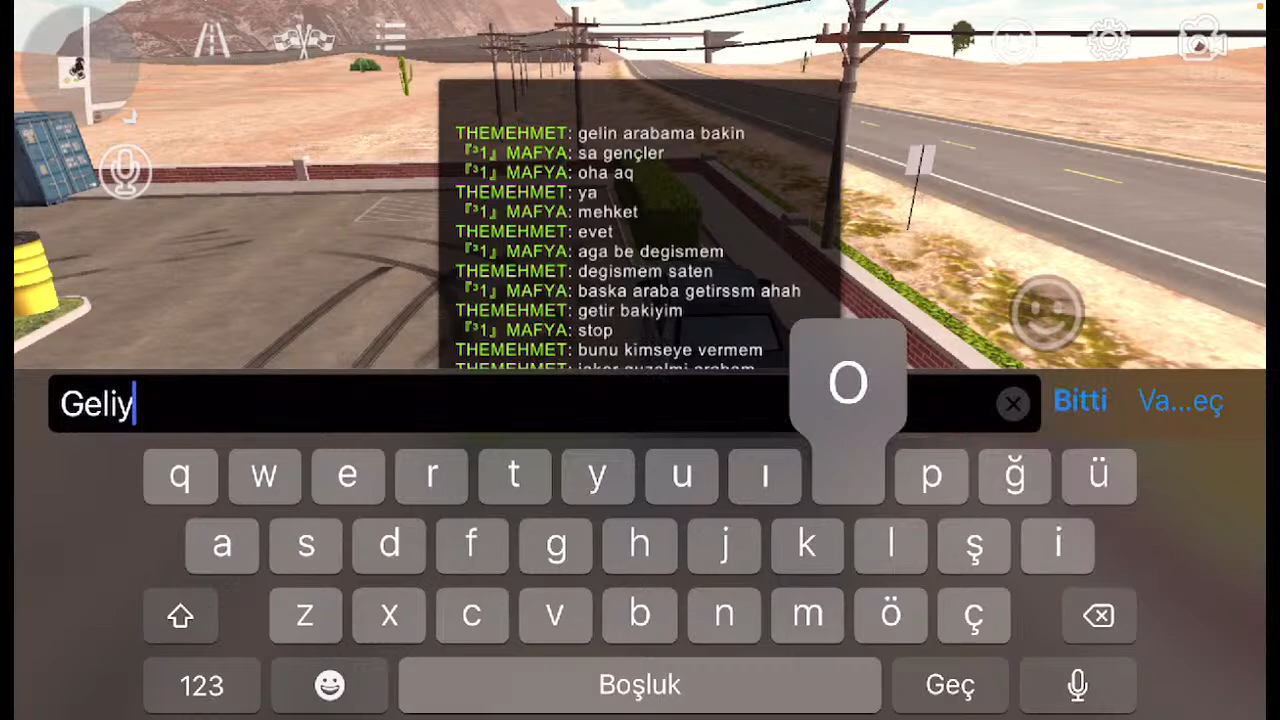 THEMEHMET: gelin arabama bakin
『³1』 MAFYA: sa gençler
『³1』 MAFYA: oha aq
THEMEHMET: ya
『³1』 MAFYA: mehket
THEMEHMET: evet
『³1』 MAFYA: aga be degismem
THEMEHMET: degismem saten
『³1』 MAFYA: baska araba getirssm ahah
THEMEHMET: getir bakiyim
『³1』 MAFYA: stop
THEMEHMET: bunu kimseye vermem
Geliy
Bitti Va...eç
O
q w e r t y u ı p ğ ü
a s d f g h j k l ş i
z x c v b n m ö ç
123 Boşluk Geç